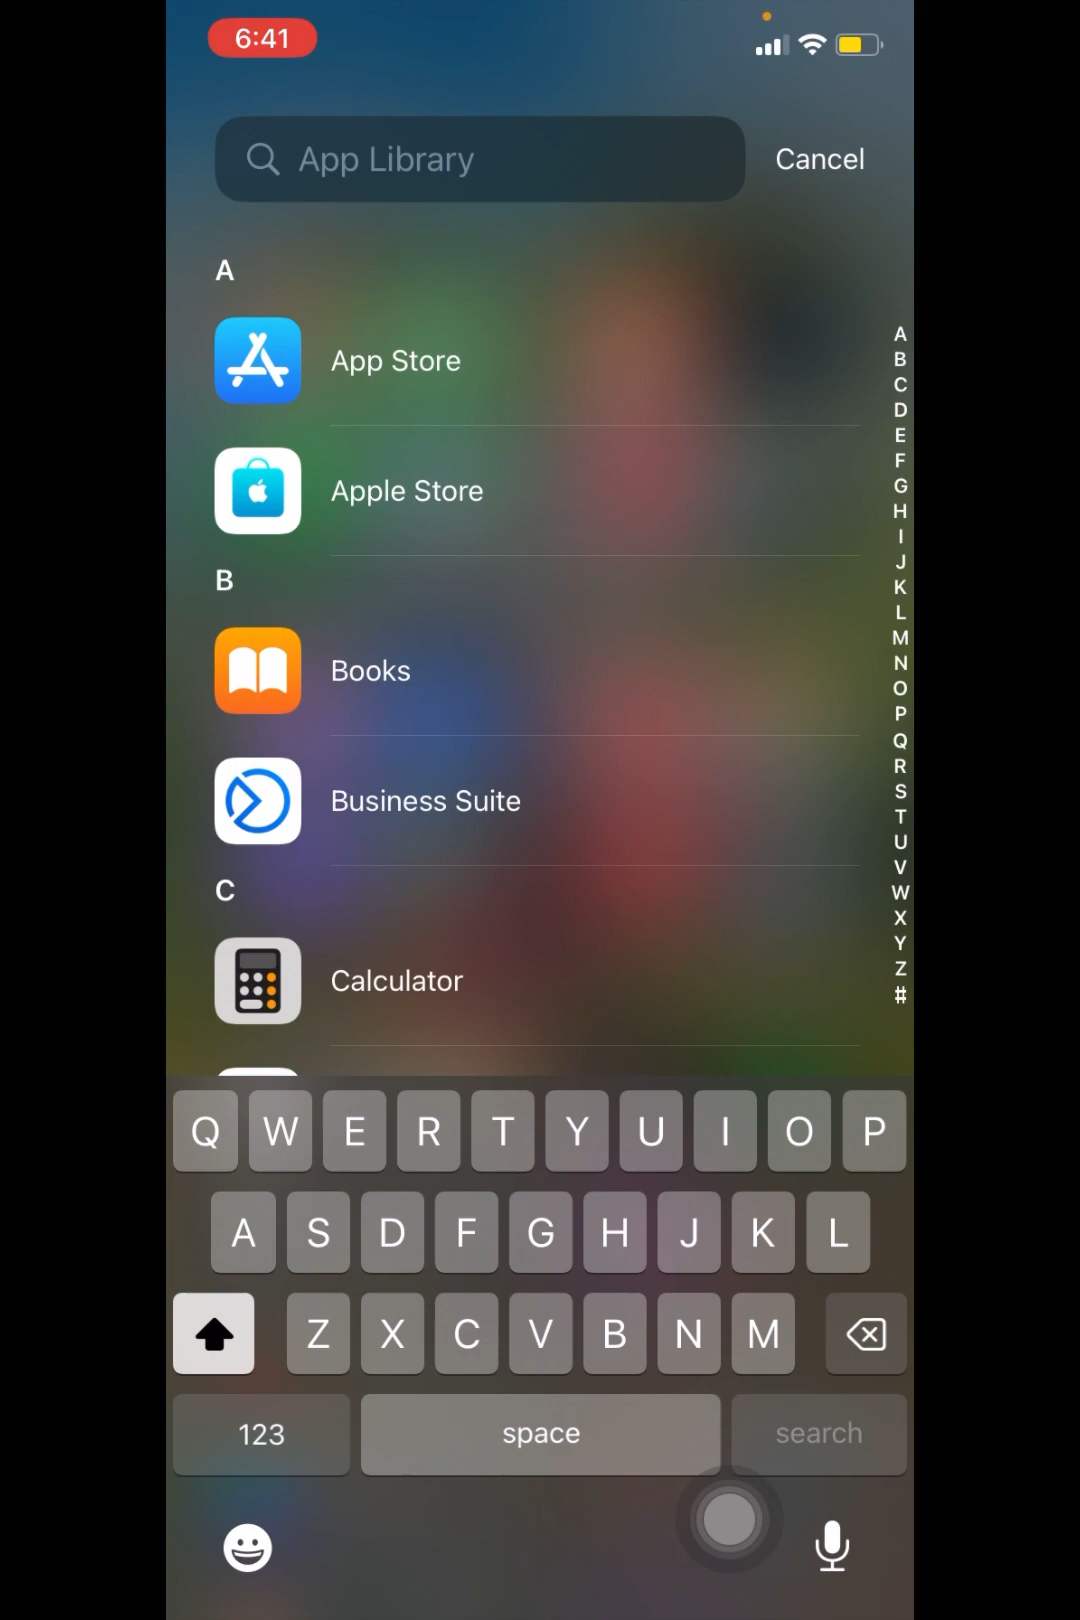 6:41
App Library
Cancel
A
App Store
Apple Store
B
Books
Business Suite
C
Calculator
A
B
C
D
E
F
G
H
I
J
K
L
M
N
O
P
Q
R
S
T
U
V
W
X
Y
Z
#
Q W E R T Y U I O P
A S D F G H J K L
Z X C V B N M
123 space search